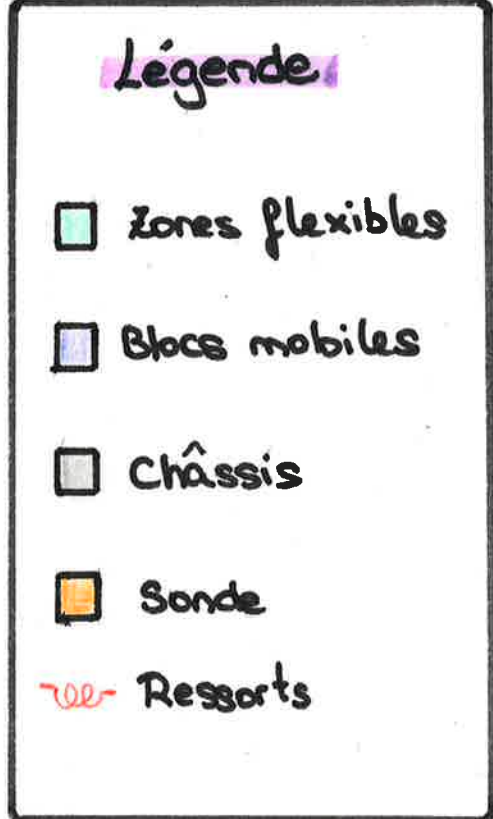 Légende
Zones flexibles
Blocs mobiles
Châssis
Sonde
Ressorts